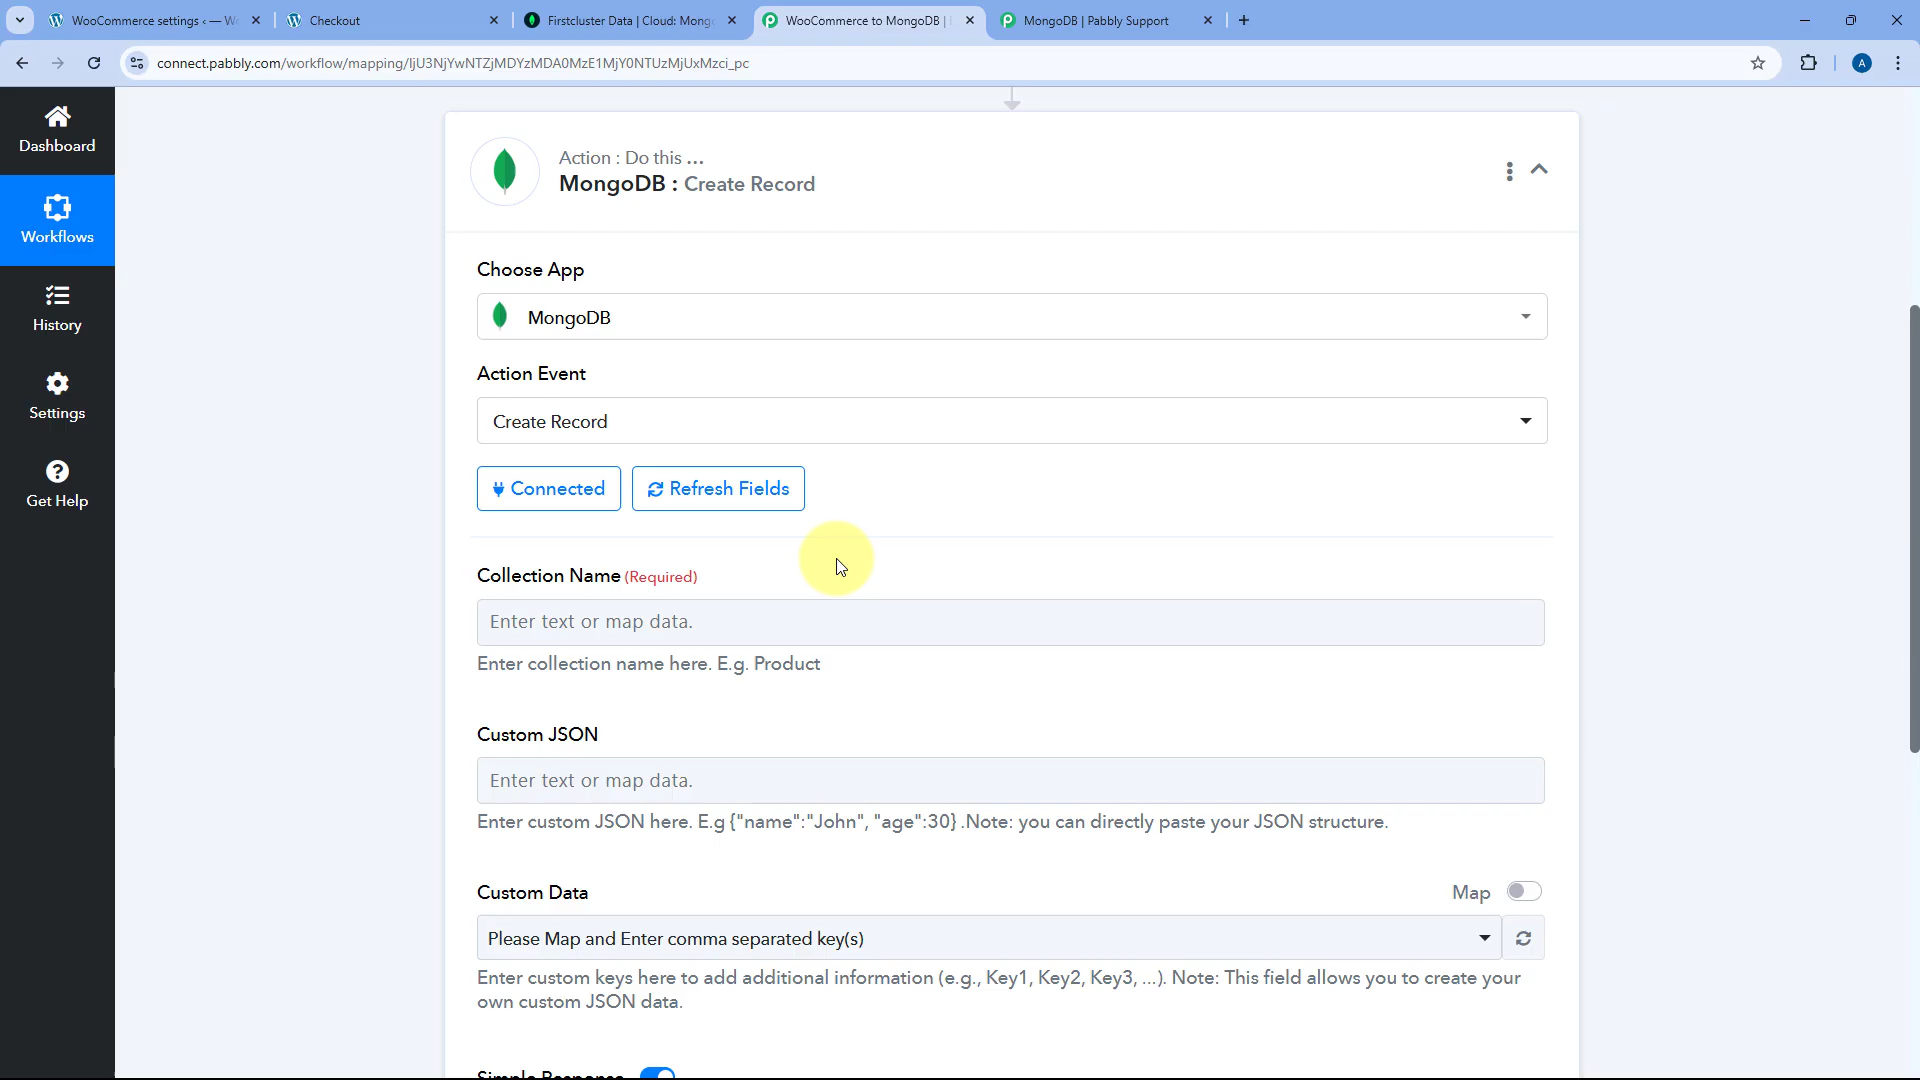 WooCommerce settings ‹ — W
Checkout
Firstcluster Data | Cloud: Mong
WooCommerce to MongoDB |
MongoDB | Pabbly Support
connect.pabbly.com/workflow/mapping/IjU3NjYwNTZjMDYzMDA0MzE1MjY0NTUzMjUxMzci_pc
A
Dashboard
Workflows
History
Settings
Get Help
Action : Do this ...
MongoDB : Create Record
Choose App
MongoDB
Action Event
Create Record
Connected
Refresh Fields
Collection Name (Required)
Enter text or map data.
Enter collection name here. E.g. Product
Custom JSON
Enter text or map data.
Enter custom JSON here. E.g {"name":"John", "age":30} .Note: you can directly paste your JSON structure.
Custom Data
Map
Please Map and Enter comma separated key(s)
Enter custom keys here to add additional information (e.g., Key1, Key2, Key3, ...). Note: This field allows you to create your
own custom JSON data.
Simple Response